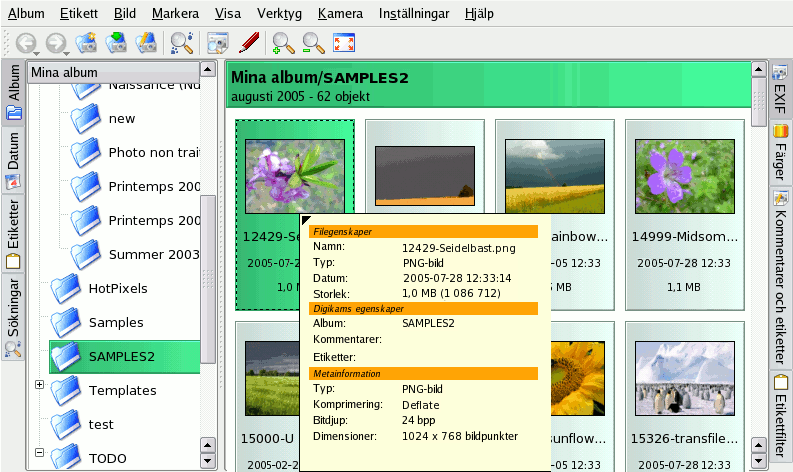 Album Etikett Bild Markera Visa Verktyg Kamera Inställningar Hjälp
Album
Datum
Etiketter
Sökningar
Mina album
Naissance (Nu
new
Photo non trai
Printemps 200
Printemps 200
Summer 2003
HotPixels
Samples
SAMPLES2
Templates
test
TODO
Mina album/SAMPLES2
augusti 2005 - 62 objekt
12429-Se
2005-07-2
1,0 M
ainbow...
-05 12:33
MB
14999-Midsom...
2005-07-28 12:33
1,1 MB
Filegenskaper
Namn: 12429-Seidelbast.png
Typ: PNG-bild
Datum: 2005-07-28 12:33:14
Storlek: 1,0 MB (1 086 712)
Digikams egenskaper
Album: SAMPLES2
Kommentarer:
Etiketter:
Metainformation
Typ: PNG-bild
Komprimering: Deflate
Bitdjup: 24 bpp
Dimensioner: 1024 x 768 bildpunkter
15000-U
2005-02-2
sunflow...
-05 12:33
15326-transfile...
2005-07-28 12:33
EXIF
Färger
Kommentarer och etiketter
Etikettfilter